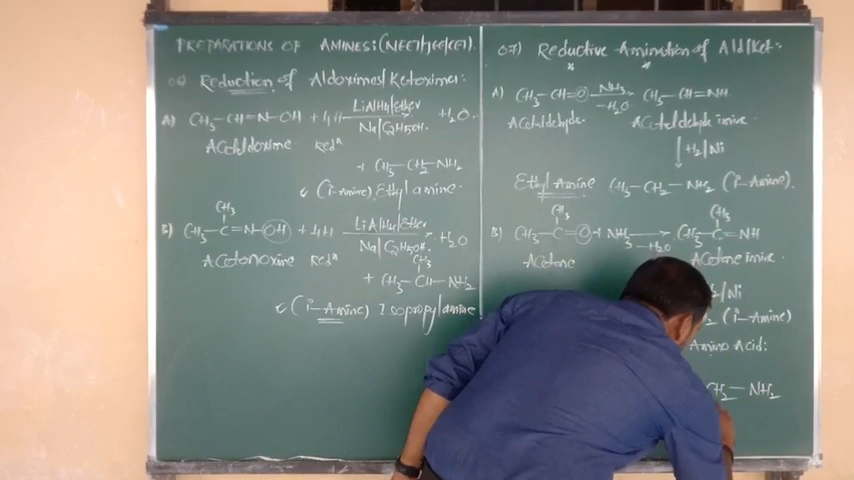 PREPARATIONS OF AMINES: (NEET/JEE/CET)
06) Reduction of Aldoximes/Ketoximes:
A) CH3-CH=N-OH + 4H LiAlH4/Ether Na/C2H5OH. +H2O.
Acetaldoxime Redn
+ CH3-CH2-NH2
(1°-Amine) Ethylamine.
CH3
B) CH3-C=N-OH + 4H LiAlH4/Ether Na/C2H5OH. +H2O
Acetonoxime Redn
CH3
+ CH3-CH-NH2
(1°-Amine) Isopropylamine
07) Reductive Amination of Ald/Ket:
A) CH3-CH=O NH3 -H2O CH3-CH=NH
Acetaldehyde. Acetaldehyde imine.
↓ H2/Ni
Ethyl Amine CH3-CH2-NH2 (1°-Amine).
CH3 CH3
B) CH3-C=O + NH3 → -H2O CH3-C=NH
Acetone Acetone imine.
/Ni
(1°-Amine)
Amino Acid:
CH2-NH2